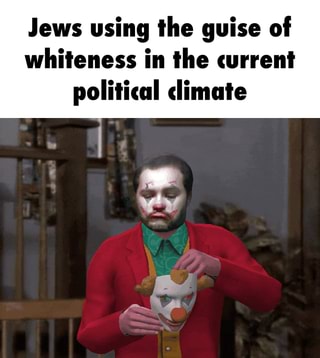 Jews using the guise of
whiteness in the current
political climate